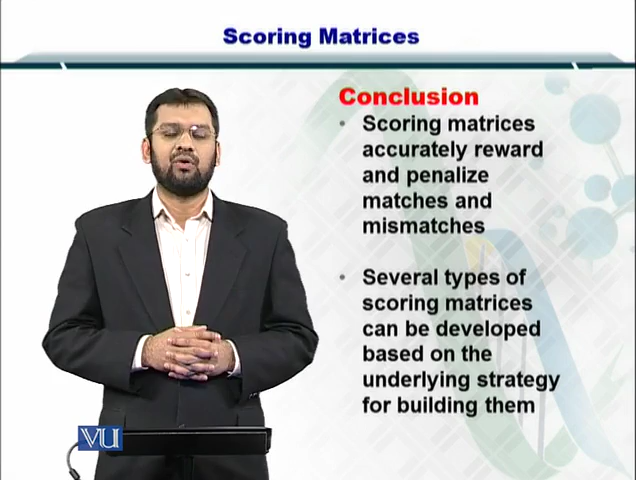 Scoring Matrices
Conclusion
• Scoring matrices
accurately reward
and penalize
matches and
mismatches
• Several types of
scoring matrices
can be developed
based on the
underlying strategy
for building them
VU